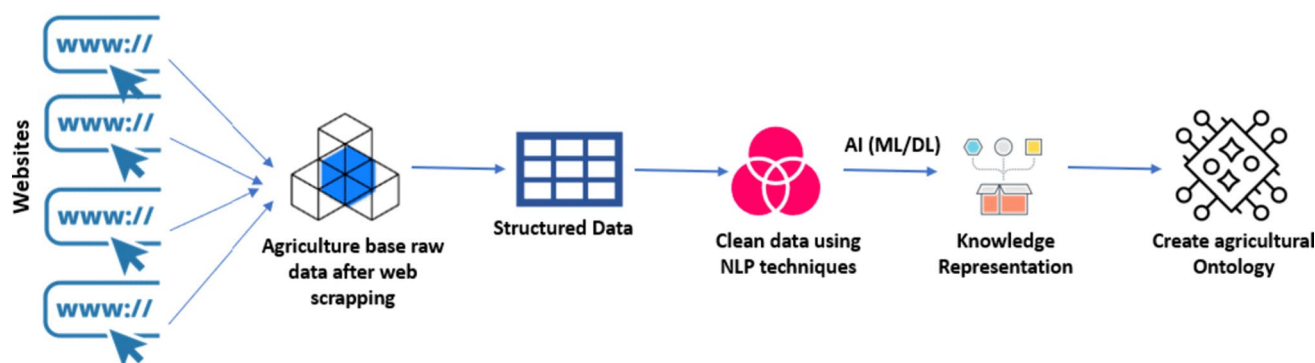 Websites
www://
www://
www://
www://
Agriculture base raw
data after web
scrapping
Structured Data
Clean data using
NLP techniques
AI (ML/DL)
Knowledge
Representation
Create agricultural
Ontology